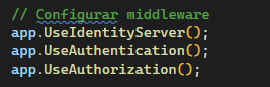 // Configurar middleware
app.UseIdentityServer();
app.UseAuthentication();
app.UseAuthorization();